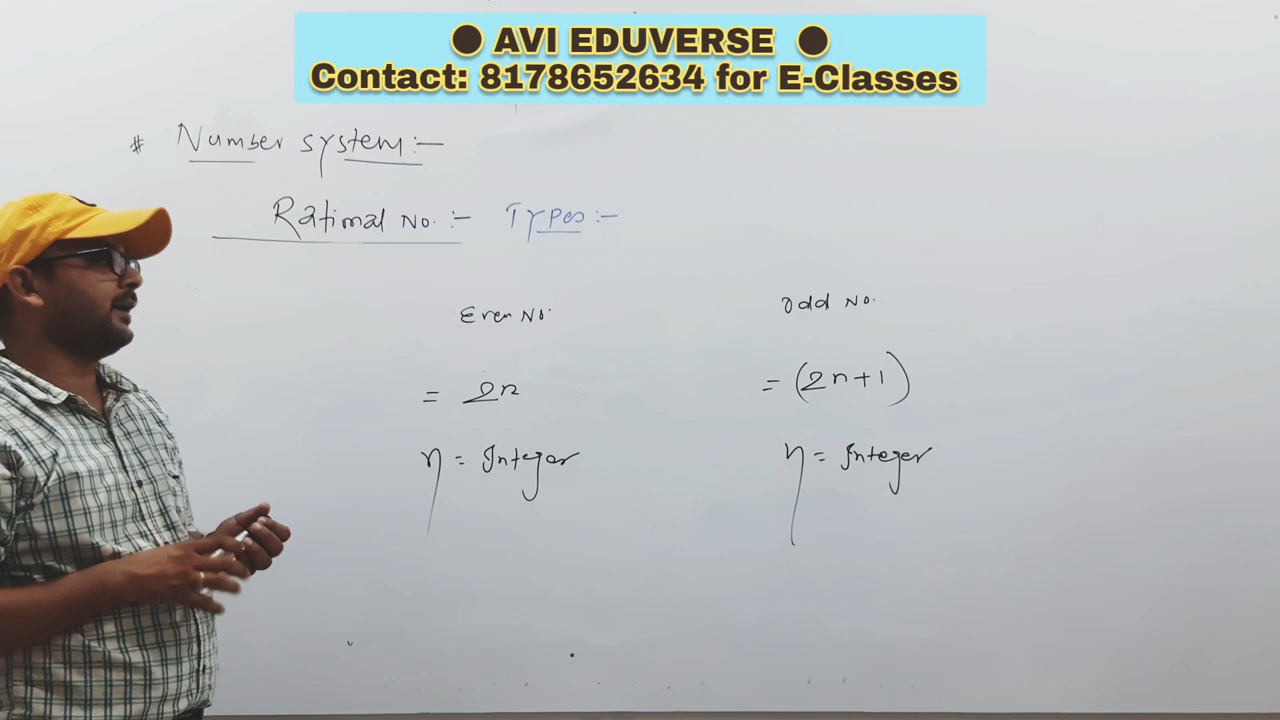 ● AVI EDUVERSE ●
Contact: 8178652634 for E-Classes
# Number system:-
Rational No. :- Types :-
Even No.
Odd No.
= 2n
= (2n+1)
n = Integer
n = Integer